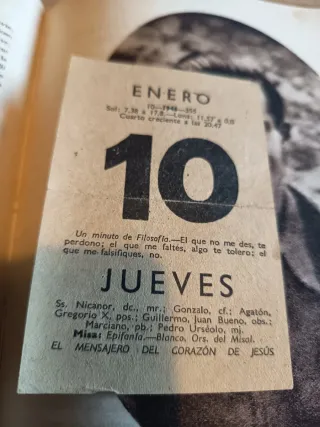 ENERO
10.-1946-355
Sol: 7,38 a 17,8.-Luna: 11,57 a 0,0
Cuarto creciente a las 20,47
10
Un minuto de Filosofía.—El que no me des, te
perdono; el que me faltes, algo te tolero; el
que me falsifiques, no.
JUEVES
Ss. Nicanor, dc., mr.; Gonzalo, cf.; Agatón,
Gregorio X, pps.; Guillermo, Juan Bueno, obs.;
Marciano, pb.; Pedro Urséolo, mj.
Misa: Epifanía.—Blanco. Ors. del Misal.
EL MENSAJERO DEL CORAZÓN DE JESÚS